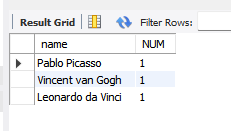 Result Grid Filter Rows:
name NUM
Pablo Picasso 1
Vincent van Gogh 1
Leonardo da Vinci 1